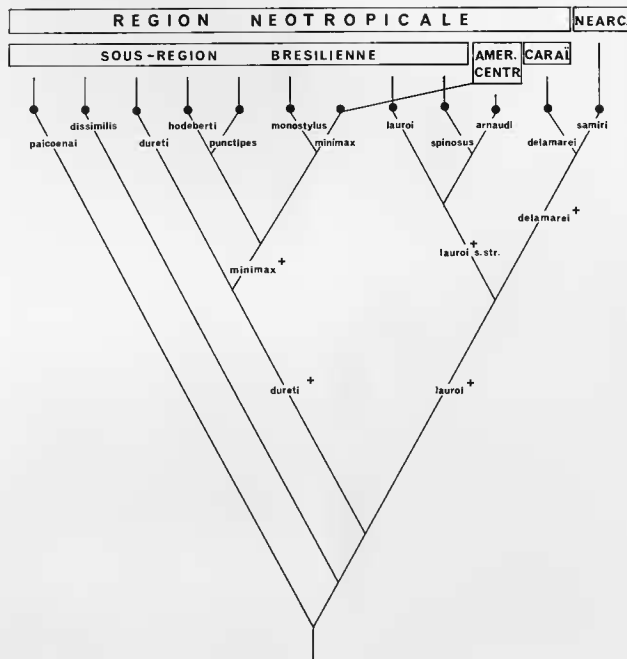 REGION NEOTROPICALE NEARC
SOUS-REGION BRESILIENNE AMER. CENTR CARAÏ
paicoenai dissimilis dureti hodeberti punctipes monostylus minimax lauroi spinosus arnaudi delamarei samiri
delamarei +
minimax +
lauroi + s.str.
dureti +
lauroi +